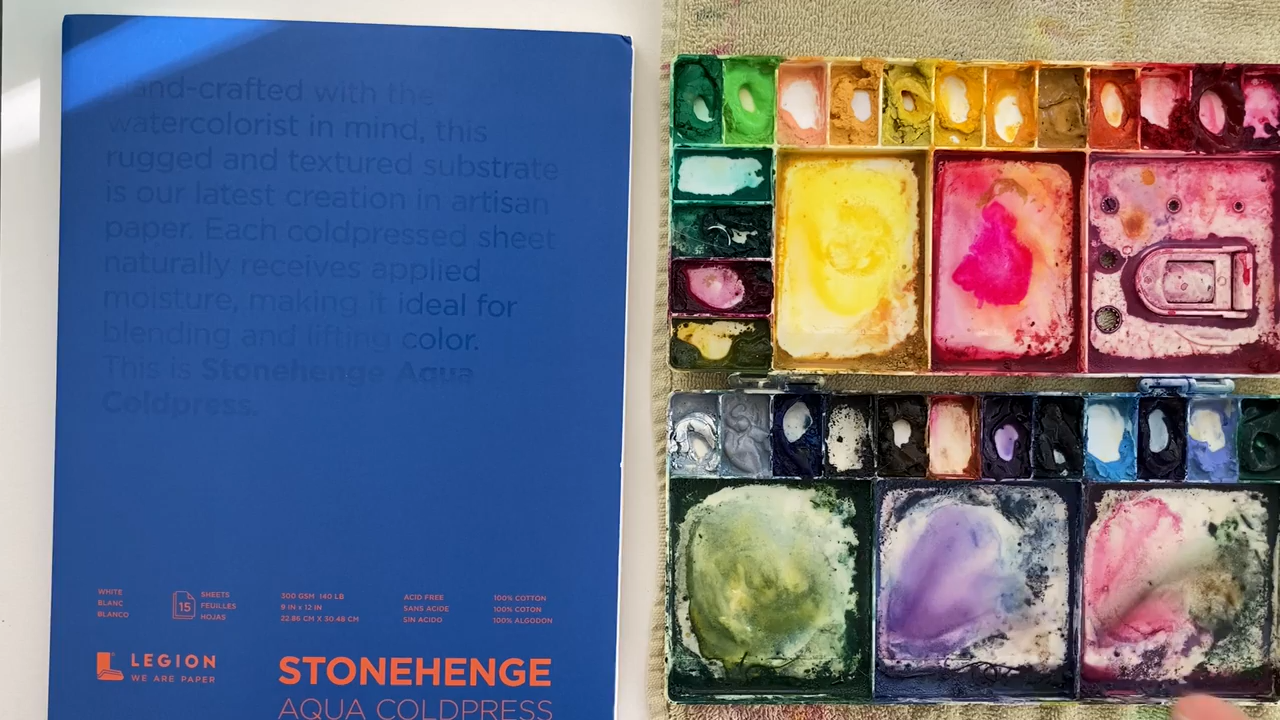 Hand-crafted with the
watercolorist in mind, this
rugged and textured substrate
is our latest creation in artisan
paper. Each coldpressed sheet
naturally receives applied
moisture, making it ideal for
blending and lifting color.
This is Stonehenge Aqua
Coldpress.
WHITE
BLANC
BLANCO
15
SHEETS
FEUILLES
HOJAS
300 GSM 140 LB
9 IN x 12 IN
22.86 CM X 30.48 CM
ACID FREE
SANS ACIDE
SIN ACIDO
100% COTTON
100% COTON
100% ALGODON
LEGION
WE ARE PAPER
STONEHENGE
AQUA COLDPRESS